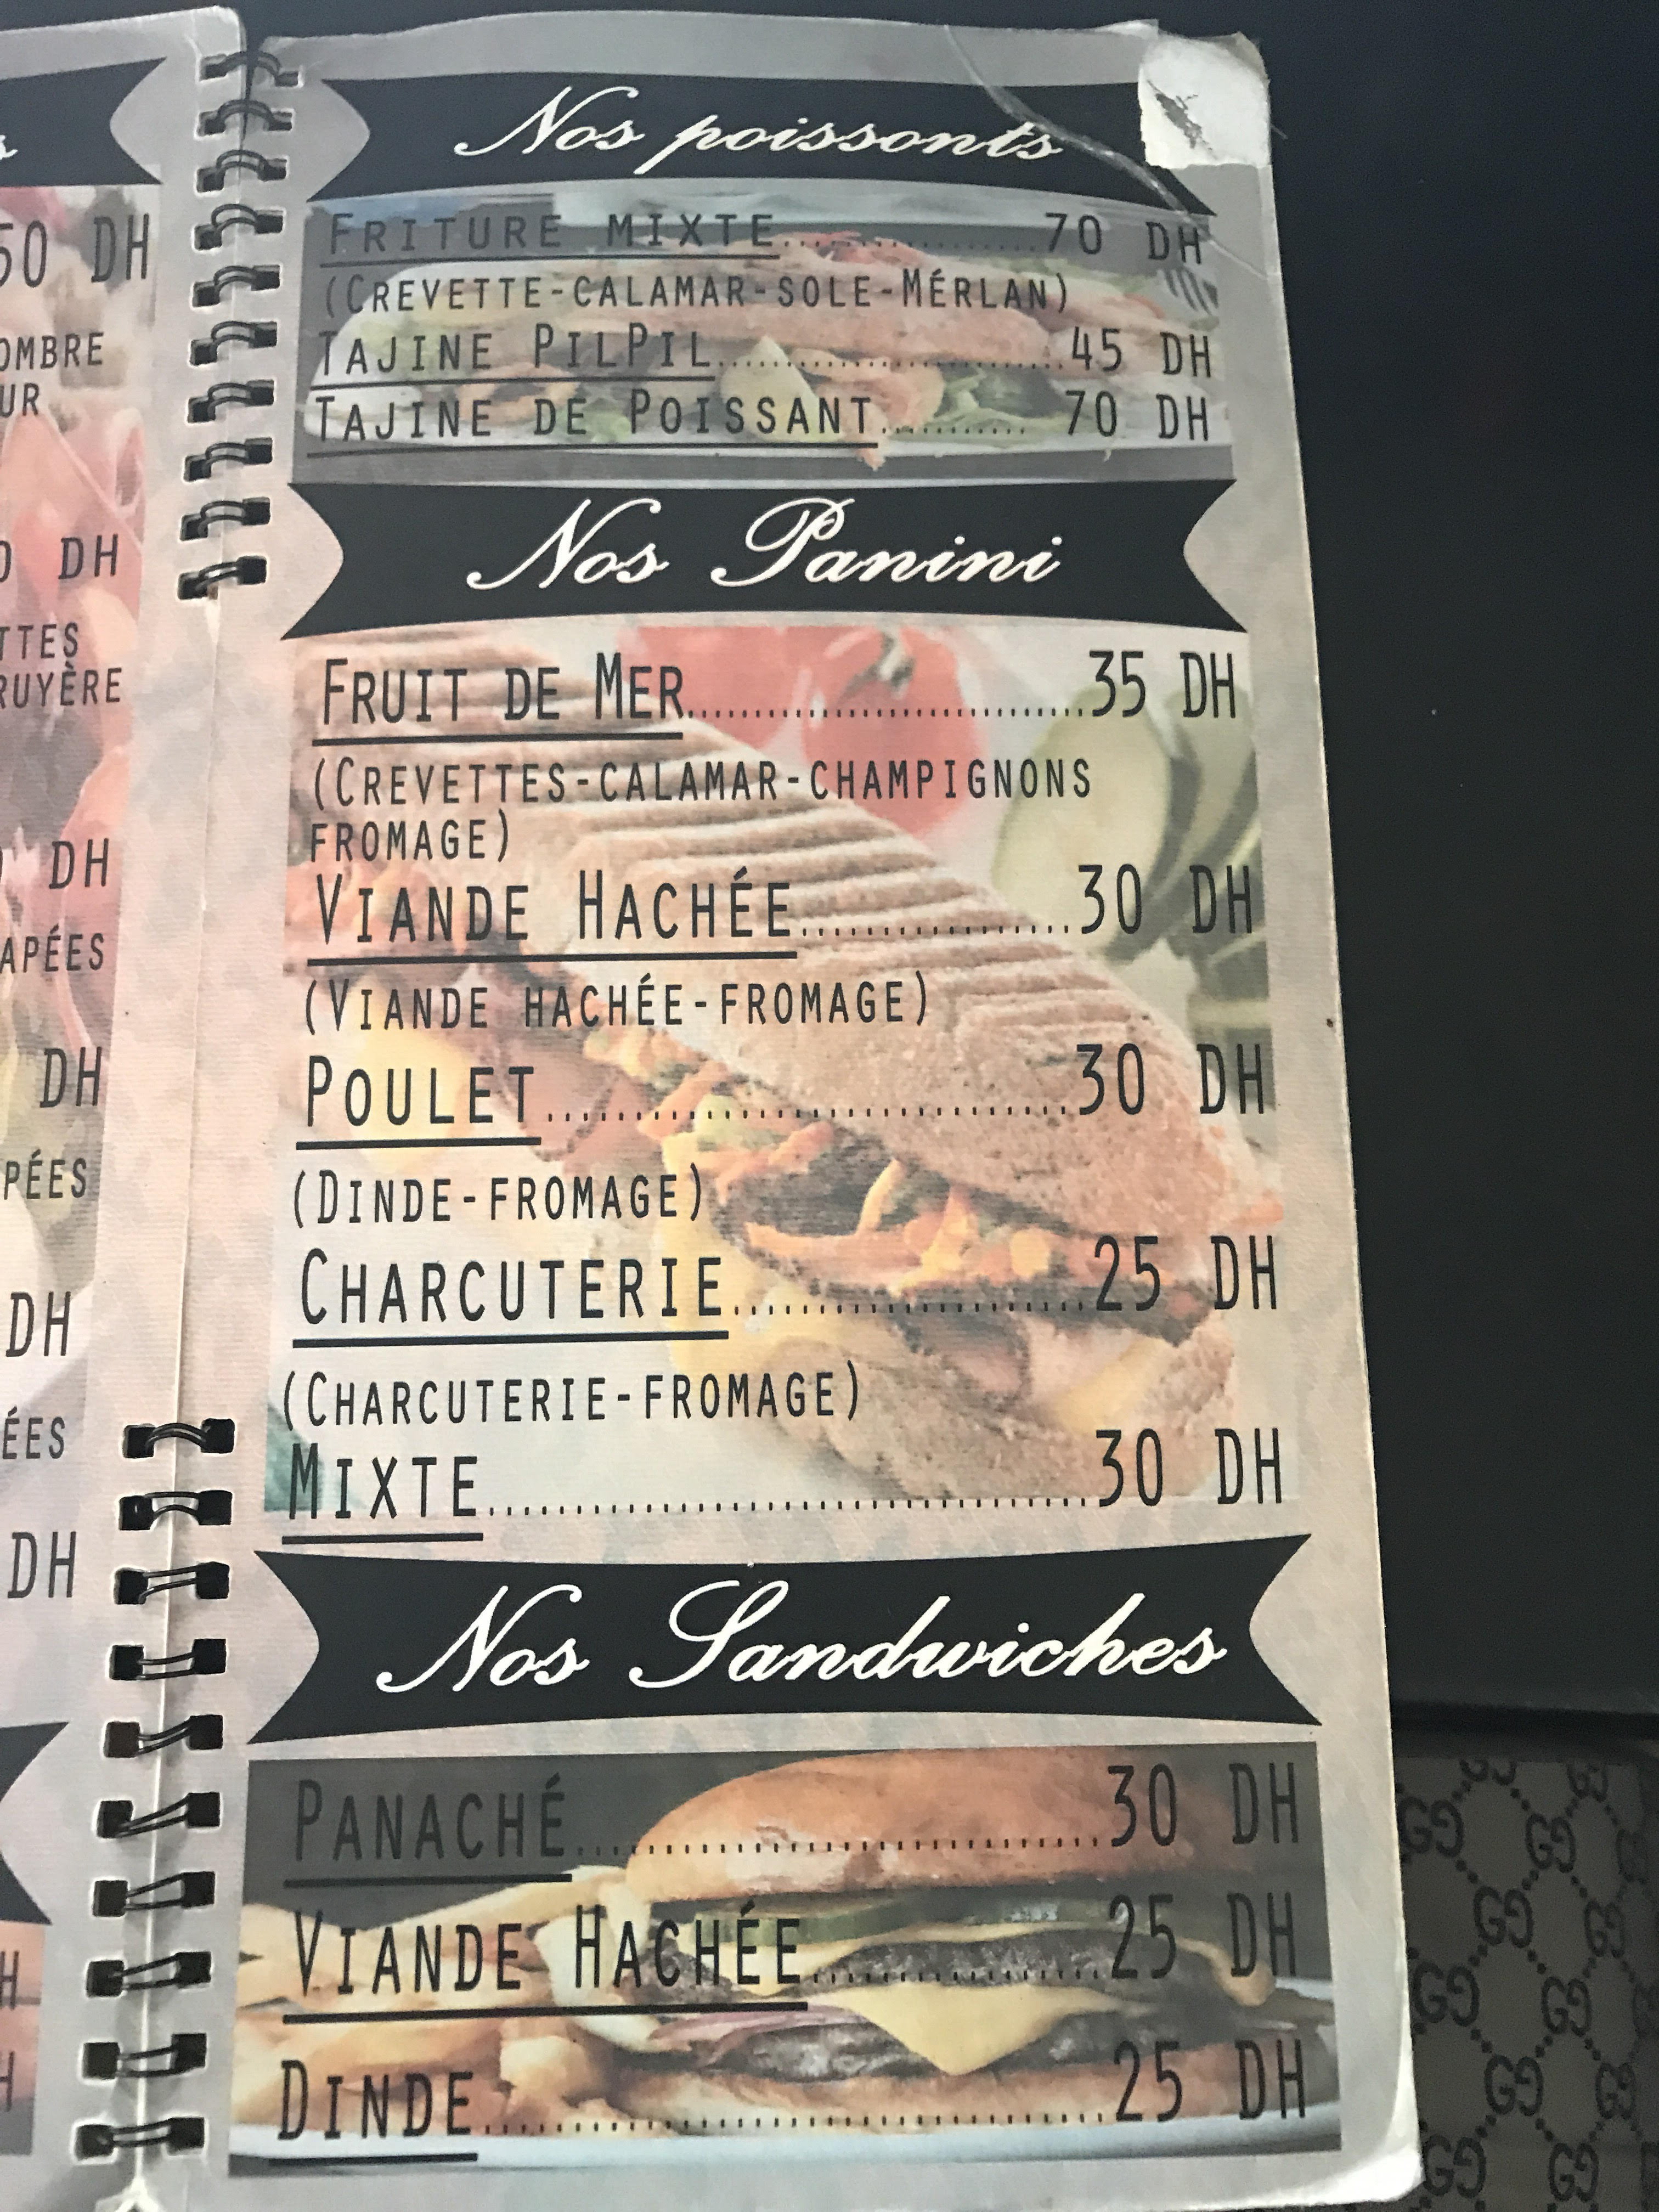 50 DH
OMBRE
UR
DH
TTES
RUYÈRE
DH
APÉES
DH
PÉES
DH
ÉES
DH
Nos poissonts
FRITURE MIXTE.....................70 DH
(CREVETTE-CALAMAR-SOLE-MÉRLAN)
TAJINE PILPIL............................45 DH
TAJINE DE POISSANT............ 70 DH
Nos Panini
FRUIT DE MER..................................35 DH
(CREVETTES-CALAMAR-CHAMPIGNONS
FROMAGE)
VIANDE HACHÉE...................30 DH
(VIANDE HACHÉE-FROMAGE)
POULET..............................30 DH
(DINDE-FROMAGE)
CHARCUTERIE.....................25 DH
(CHARCUTERIE-FROMAGE)
MIXTE..................................30 DH
Nos Sandwiches
PANACHÉ..............................30 DH
VIANDE HACHÉE.................25 DH
DINDE...................................25 DH